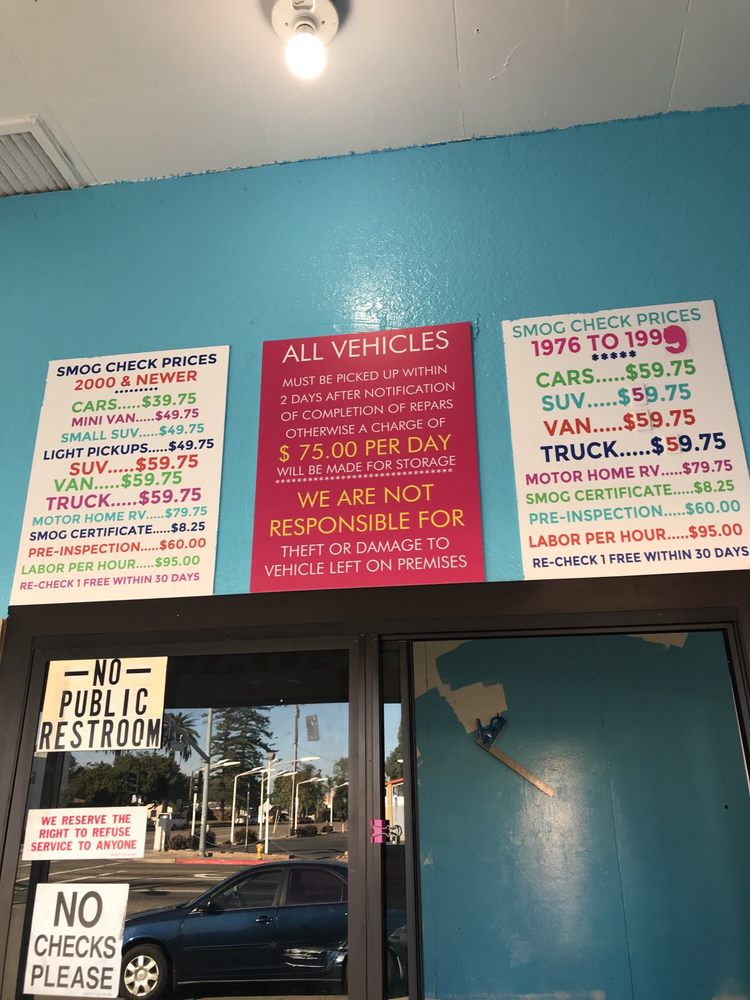 SMOG CHECK PRICES
2000 & NEWER
*********
CARS.....$39.75
MINI VAN.....$49.75
SMALL SUV.....$49.75
LIGHT PICKUPS.....$49.75
SUV.....$59.75
VAN.....$59.75
TRUCK.....$59.75
MOTOR HOME RV.....$79.75
SMOG CERTIFICATE.....$8.25
PRE-INSPECTION.....$60.00
LABOR PER HOUR.....$95.00
RE-CHECK 1 FREE WITHIN 30 DAYS
ALL VEHICLES
MUST BE PICKED UP WITHIN
2 DAYS AFTER NOTIFICATION
OF COMPLETION OF REPARS
OTHERWISE A CHARGE OF
$ 75.00 PER DAY
WILL BE MADE FOR STORAGE
******************************
WE ARE NOT
RESPONSIBLE FOR
THEFT OR DAMAGE TO
VEHICLE LEFT ON PREMISES
SMOG CHECK PRICES
1976 TO 1999
*****
CARS.....$59.75
SUV.....$59.75
VAN.....$59.75
TRUCK.....$59.75
MOTOR HOME RV.....$79.75
SMOG CERTIFICATE.....$8.25
PRE-INSPECTION.....$60.00
LABOR PER HOUR.....$95.00
RE-CHECK 1 FREE WITHIN 30 DAYS
—NO—
PUBLIC
RESTROOM
WE RESERVE THE
RIGHT TO REFUSE
SERVICE TO ANYONE
NO
CHECKS
PLEASE